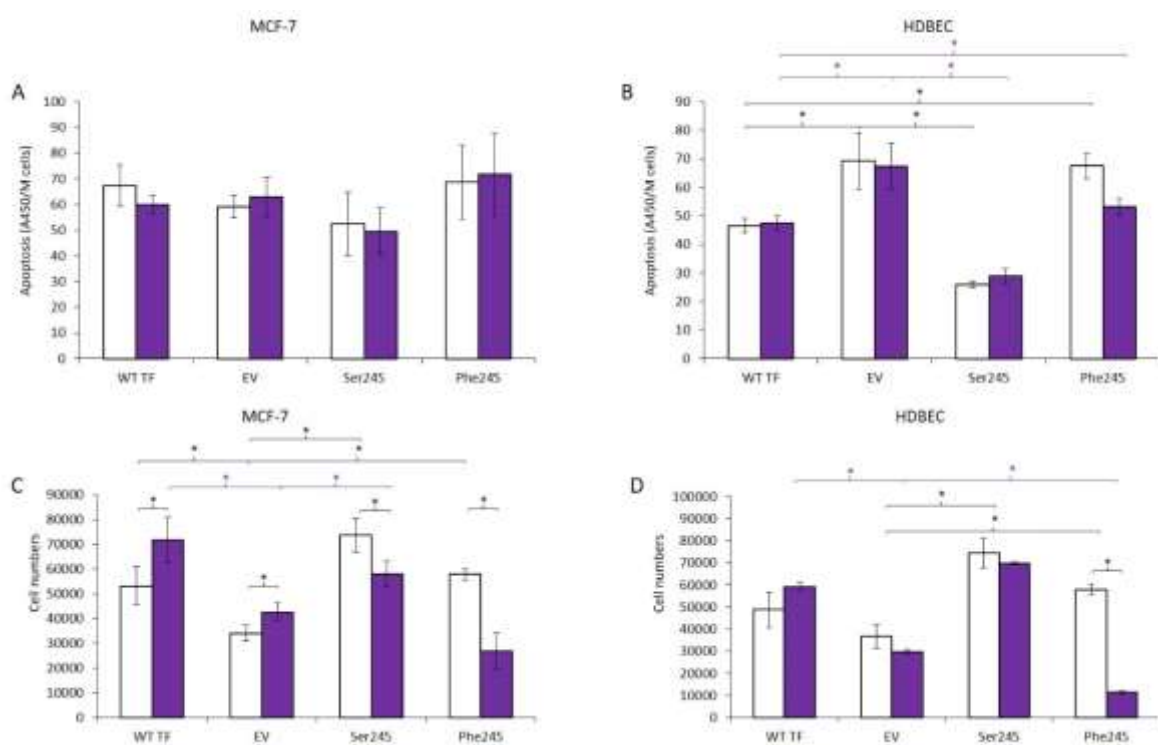 MCF-7
HDBEC
A
B
Apoptosis (A450/M cells)
100
90
80
70
60
50
40
30
20
10
0
WT TF EV Ser245 Phe245
Apoptosis (A450/M cells)
90
80
70
60
50
40
30
20
10
0
* * * * * *
WT TF EV Ser245 Phe245
MCF-7
HDBEC
C
D
Cell numbers
90000
80000
70000
60000
50000
40000
30000
20000
10000
0
* * * * * * * * *
WT TF EV Ser245 Phe245
Cell numbers
100000
90000
80000
70000
60000
50000
40000
30000
20000
10000
0
* * * * *
WT TF EV Ser245 Phe245